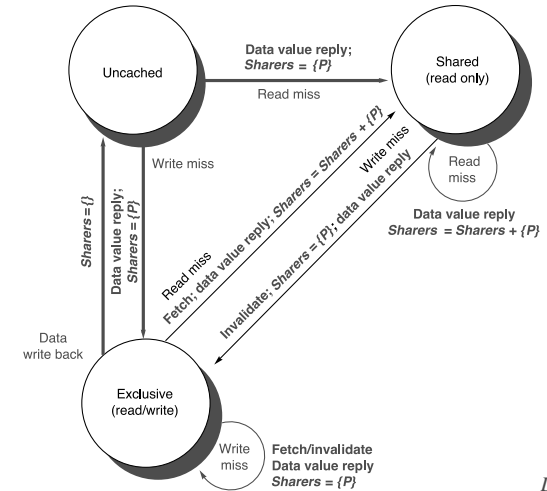 Uncached
Data value reply;
Sharers = {P}
Read miss
Shared
(read only)
Write miss
Read
miss
Data value reply
Sharers = Sharers + {P}
Sharers = {}
Data value reply;
Sharers = {P}
Read miss
Fetch; data value reply; Sharers = Sharers + {P}
Write miss
Invalidate; Sharers = {P}; data value reply
Data
write back
Exclusive
(read/write)
Write
miss
Fetch/invalidate
Data value reply
Sharers = {P}